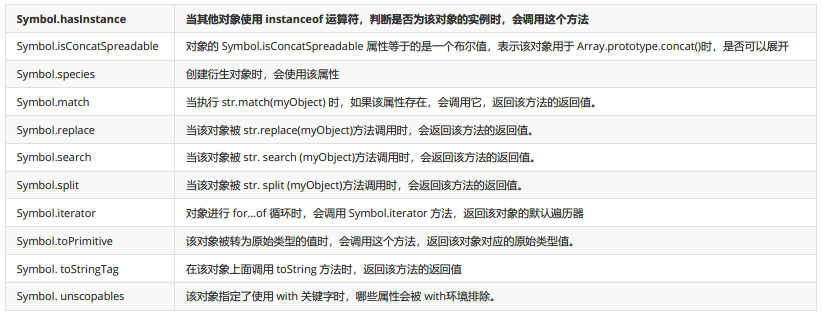 Symbol.hasInstance 当其他对象使用 instanceof 运算符，判断是否为该对象的实例时，会调用这个方法
Symbol.isConcatSpreadable 对象的 Symbol.isConcatSpreadable 属性等于的是一个布尔值，表示该对象用于 Array.prototype.concat()时，是否可以展开
Symbol.species 创建衍生对象时，会使用该属性
Symbol.match 当执行 str.match(myObject) 时，如果该属性存在，会调用它，返回该方法的返回值。
Symbol.replace 当该对象被 str.replace(myObject)方法调用时，会返回该方法的返回值。
Symbol.search 当该对象被 str. search (myObject)方法调用时，会返回该方法的返回值。
Symbol.split 当该对象被 str. split (myObject)方法调用时，会返回该方法的返回值。
Symbol.iterator 对象进行 for...of 循环时，会调用 Symbol.iterator 方法，返回该对象的默认遍历器
Symbol.toPrimitive 该对象被转为原始类型的值时，会调用这个方法，返回该对象对应的原始类型值。
Symbol. toStringTag 在该对象上面调用 toString 方法时，返回该方法的返回值
Symbol. unscopables 该对象指定了使用 with 关键字时，哪些属性会被 with环境排除。